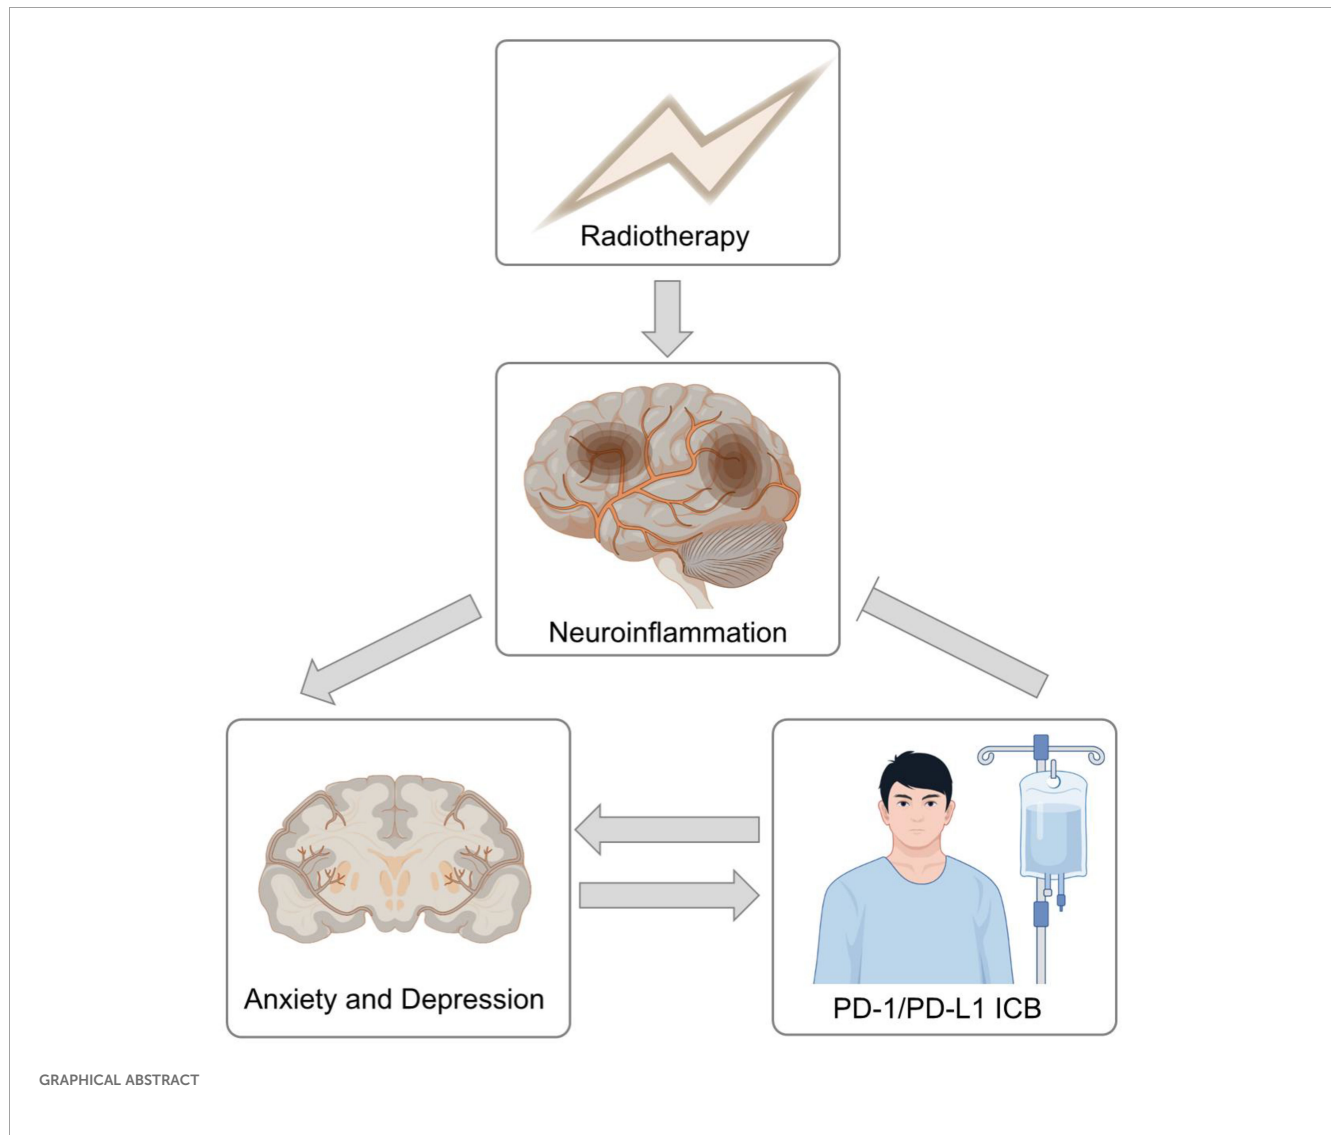 Radiotherapy
Neuroinflammation
Anxiety and Depression
PD-1/PD-L1 ICB
GRAPHICAL ABSTRACT